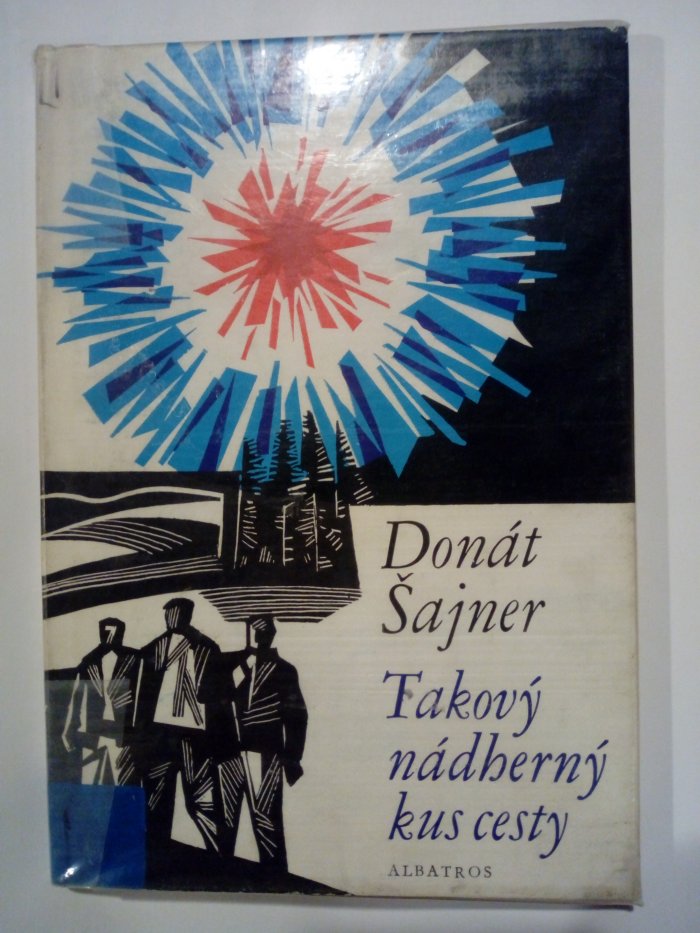 Donát
Šajner
Takový
nádherný
kus cesty
ALBATROS